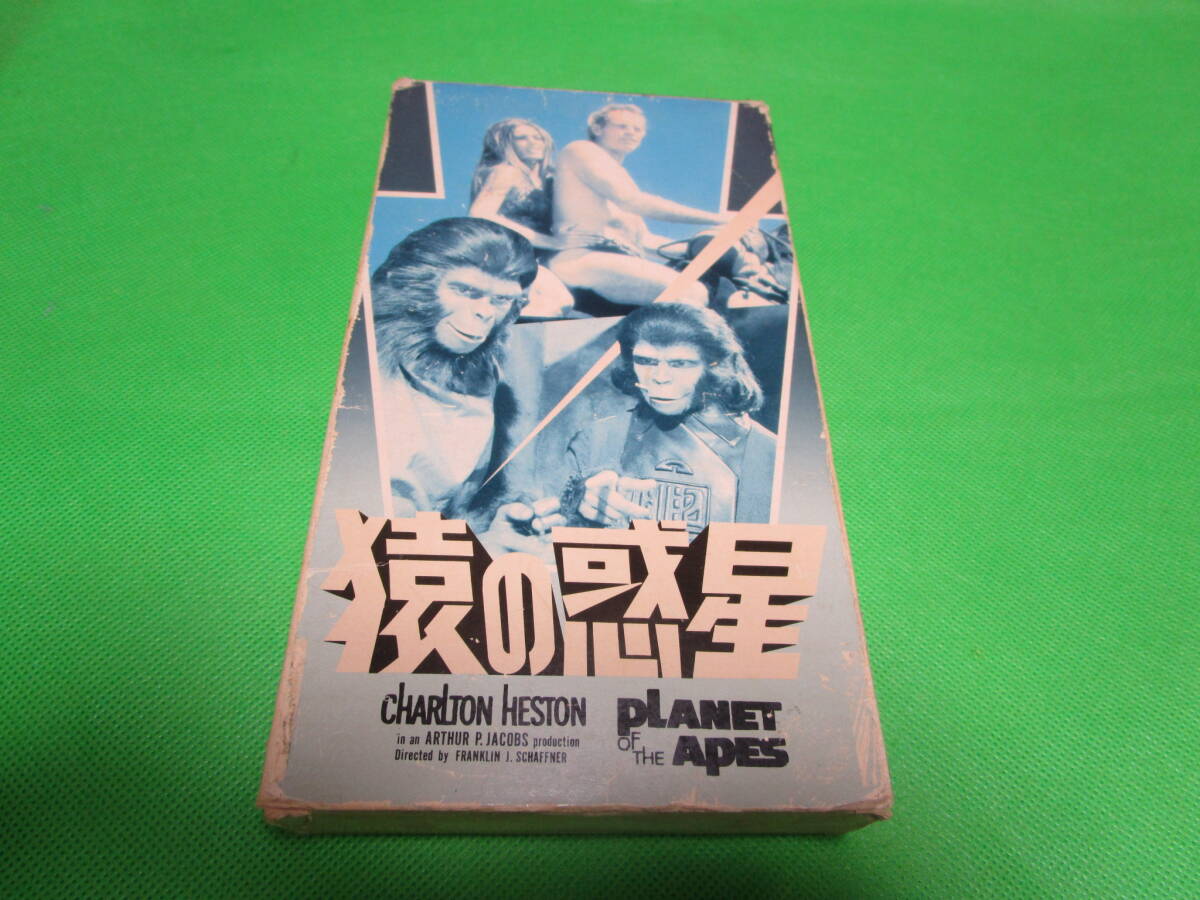 猿の惑星
CHARLTON HESTON
in an ARTHUR P. JACOBS production
Directed by FRANKLIN J. SCHAFFNER
PLANET
OF THE APES